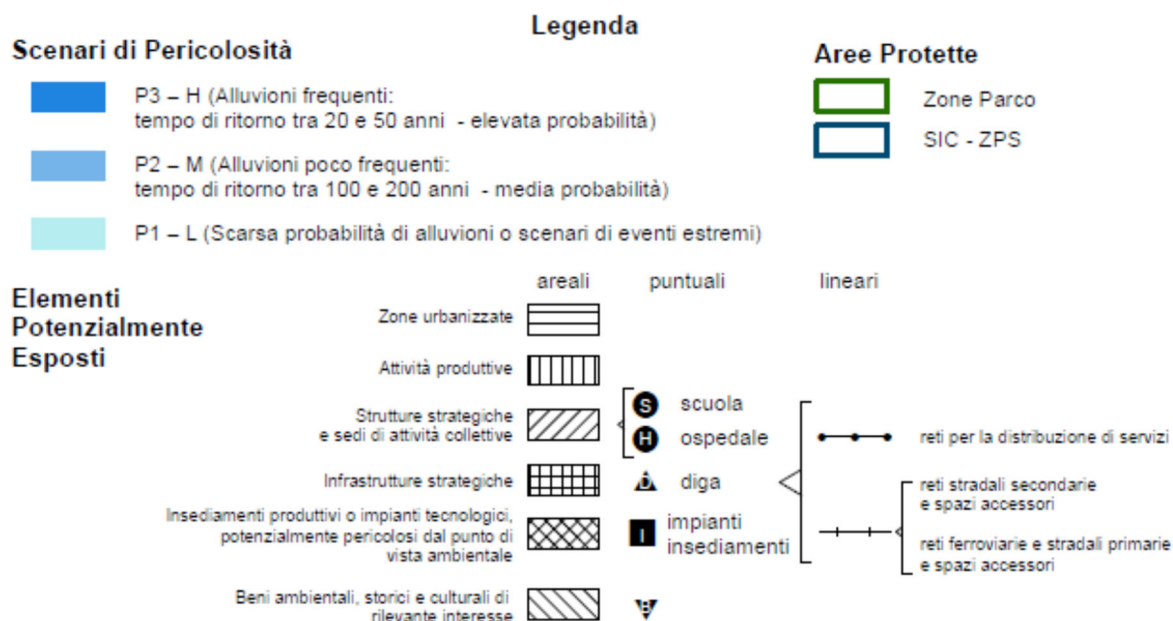 Legenda
Scenari di Pericolosità
P3 – H (Alluvioni frequenti:
tempo di ritorno tra 20 e 50 anni - elevata probabilità)
P2 – M (Alluvioni poco frequenti:
tempo di ritorno tra 100 e 200 anni - media probabilità)
P1 – L (Scarsa probabilità di alluvioni o scenari di eventi estremi)
Aree Protette
Zone Parco
SIC - ZPS
Elementi
Potenzialmente
Esposti
areali puntuali lineari
Zone urbanizzate
Attività produttive
Strutture strategiche
e sedi di attività collettive
S scuola
H ospedale
Infrastrutture strategiche
D diga
Insediamenti produttivi o impianti tecnologici,
potenzialmente pericolosi dal punto di
vista ambientale
I impianti
insediamenti
Beni ambientali, storici e culturali di
rilevante interesse
B
reti per la distribuzione di servizi
reti stradali secondarie
e spazi accessori
reti ferroviarie e stradali primarie
e spazi accessori